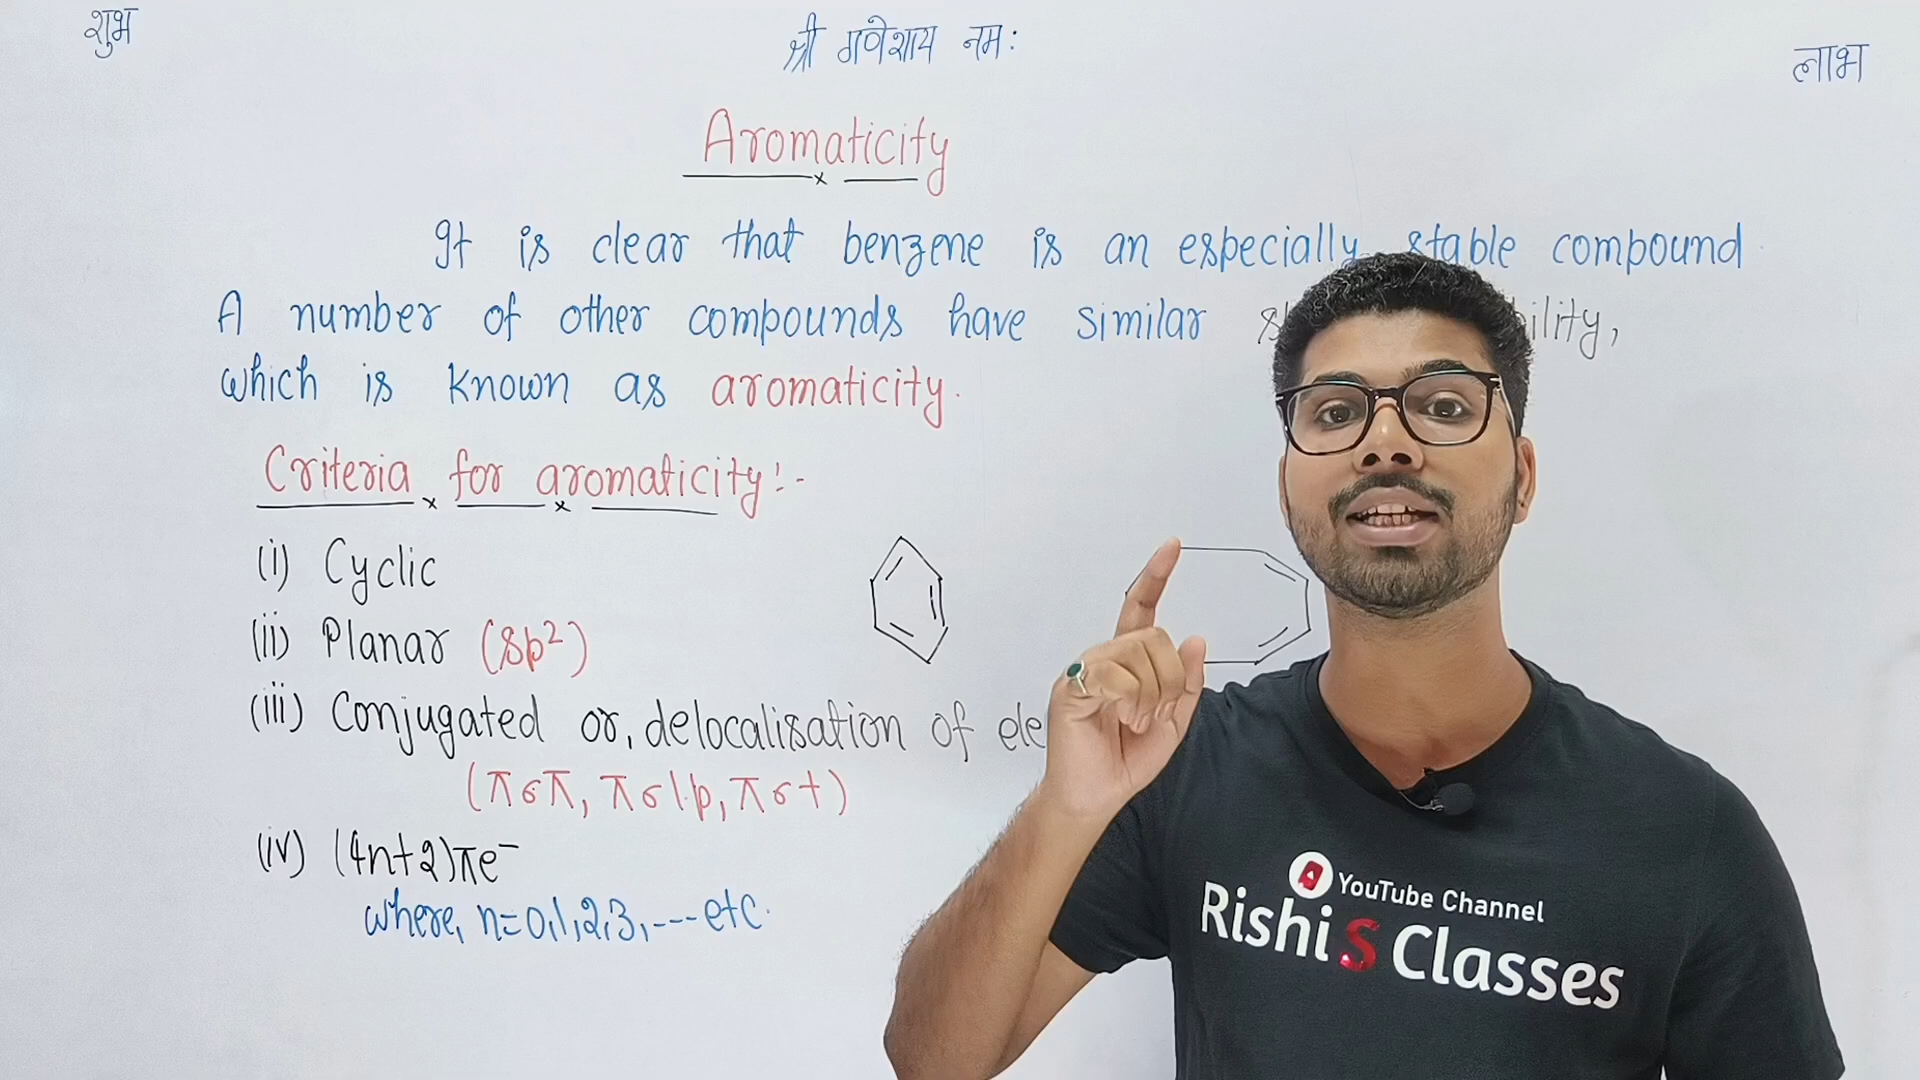 शुभ श्री गणेशाय नमः लाभ
Aromaticity
It is clear that benzene is an especially stable compound
A number of other compounds have similar
which is known as aromaticity.
Criteria for aromaticity:-
(i) Cyclic
(ii) Planar (sp²)
(iii) Conjugated or, delocalisation of
(πσπ, πσl.p, πσ+)
(iv) (4n+2)πe⁻
where, n=0,1,2,3,---etc.
YouTube Channel
RishiS Classes